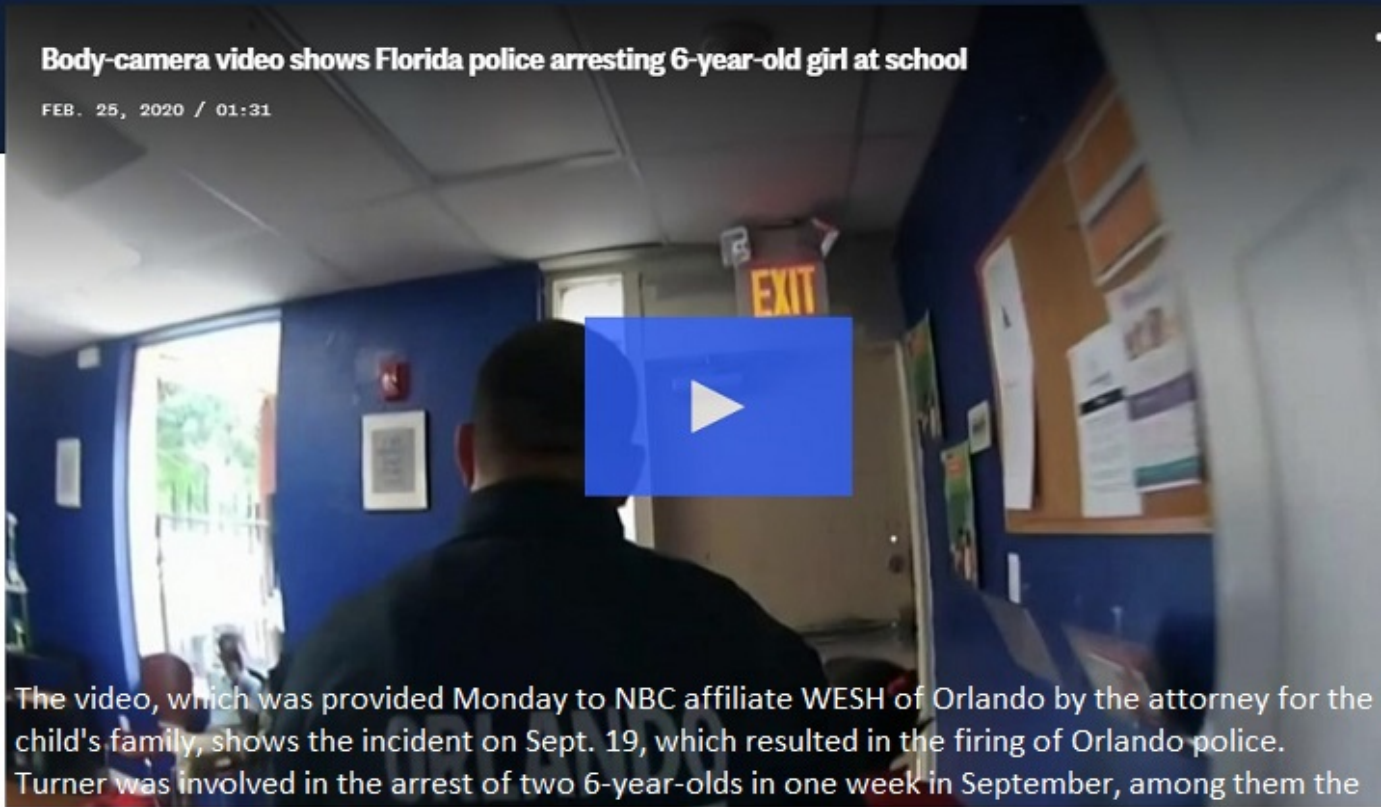 Body-camera video shows Florida police arresting 6-year-old girl at school
FEB. 25, 2020 / 01:31
EXIT
The video, which was provided Monday to NBC affiliate WESH of Orlando by the attorney for the
child's family, shows the incident on Sept. 19, which resulted in the firing of Orlando police.
Turner was involved in the arrest of two 6-year-olds in one week in September, among them the
ORLANDO